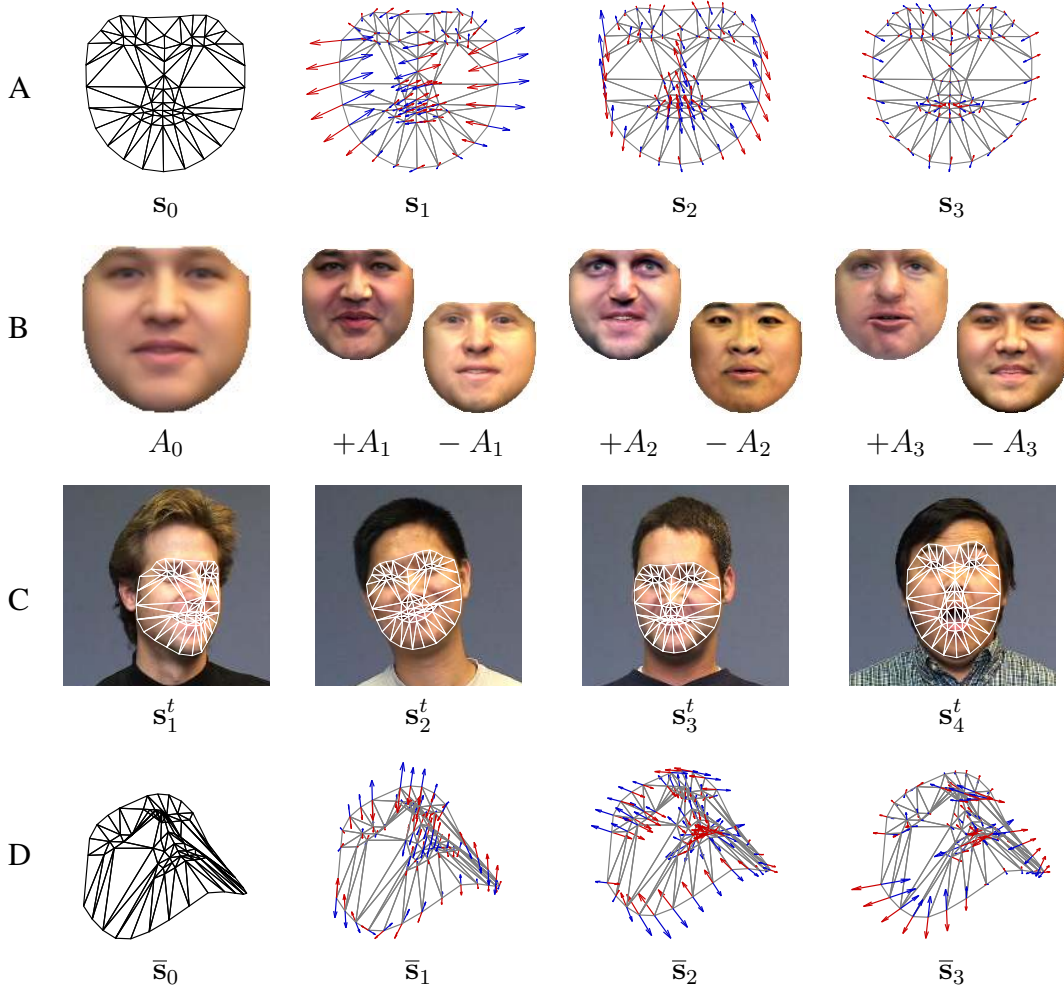 A
s₀ s₁ s₂ s₃
B
A₀ +A₁ − A₁ +A₂ − A₂ +A₃ − A₃
C
s₁ᵗ s₂ᵗ s₃ᵗ s₄ᵗ
D
s̅₀ s̅₁ s̅₂ s̅₃